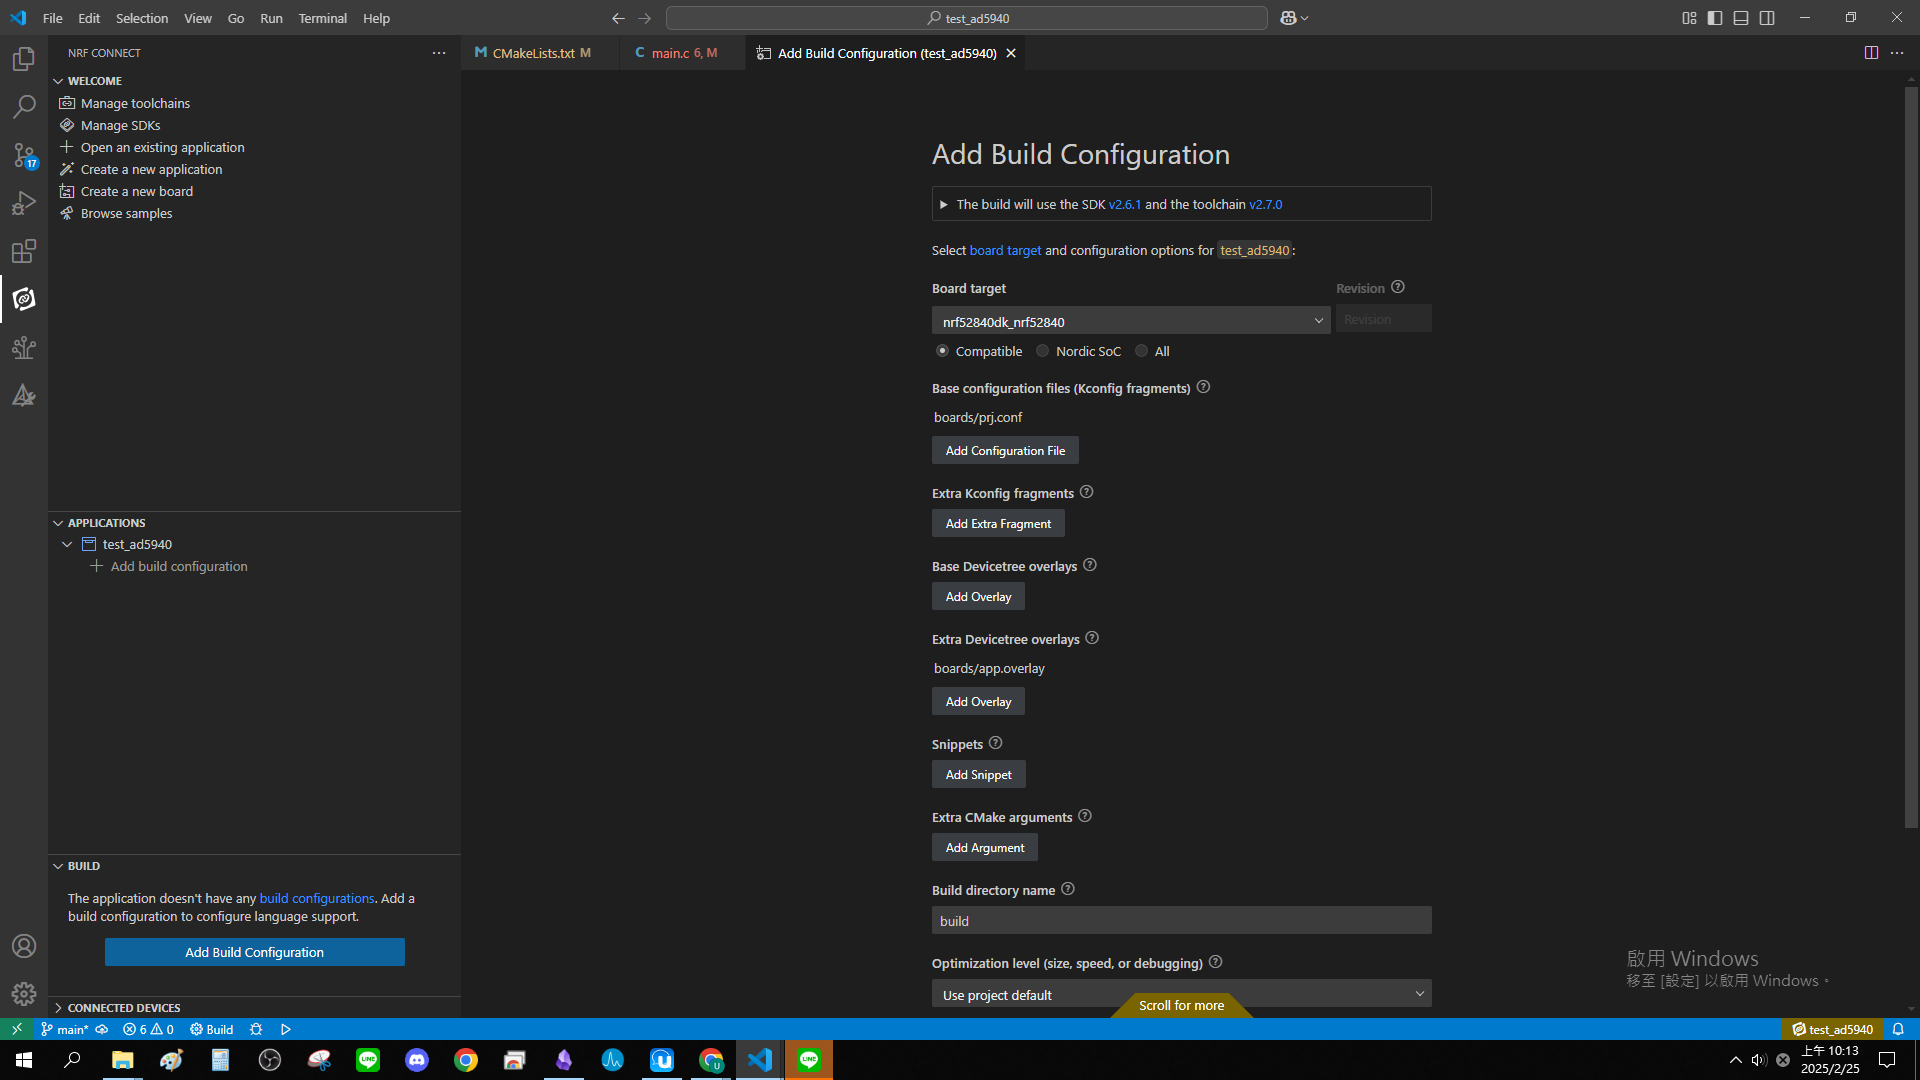 File Edit Selection View Go Run Terminal Help
test_ad5940
NRF CONNECT
CMakeLists.txt M
main.c 6, M
Add Build Configuration (test_ad5940)
WELCOME
Manage toolchains
Manage SDKs
Open an existing application
Create a new application
Create a new board
Browse samples
17
APPLICATIONS
test_ad5940
Add build configuration
BUILD
The application doesn't have any build configurations. Add a
build configuration to configure language support.
Add Build Configuration
CONNECTED DEVICES
Add Build Configuration
The build will use the SDK v2.6.1 and the toolchain v2.7.0
Select board target and configuration options for test_ad5940:
Board target
Revision
nrf52840dk_nrf52840
Revision
Compatible Nordic SoC All
Base configuration files (Kconfig fragments)
boards/prj.conf
Add Configuration File
Extra Kconfig fragments
Add Extra Fragment
Base Devicetree overlays
Add Overlay
Extra Devicetree overlays
boards/app.overlay
Add Overlay
Snippets
Add Snippet
Extra CMake arguments
Add Argument
Build directory name
build
Optimization level (size, speed, or debugging)
Use project default
Scroll for more
啟用 Windows
移至 [設定] 以啟用 Windows。
main* 6 0 Build
test_ad5940
上午 10:13
2025/2/25